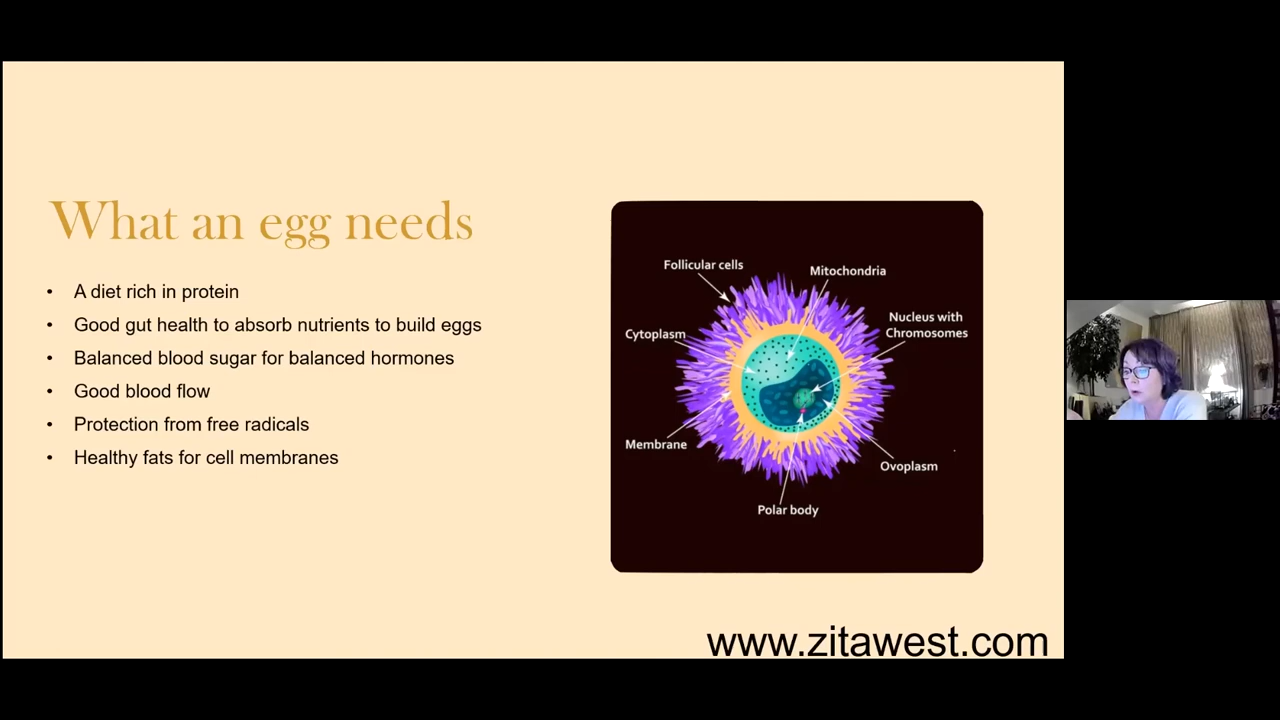 What an egg needs
• A diet rich in protein
• Good gut health to absorb nutrients to build eggs
• Balanced blood sugar for balanced hormones
• Good blood flow
• Protection from free radicals
• Healthy fats for cell membranes
Follicular cells
Mitochondria
Nucleus with
Chromosomes
Cytoplasm
Membrane
Ovoplasm
Polar body
www.zitawest.com